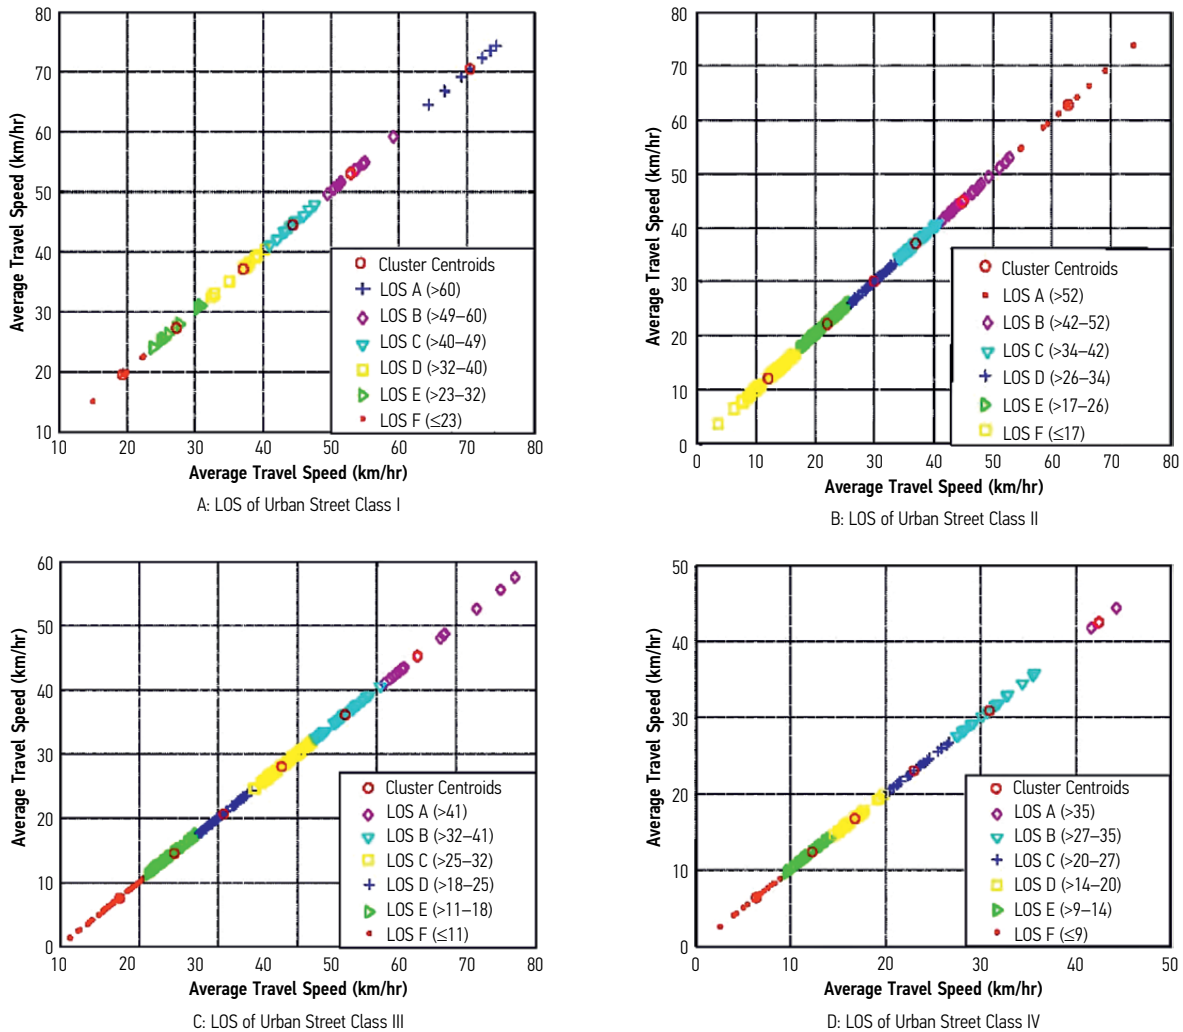 80
70
60
50
40
30
20
10
Average Travel Speed (km/hr)
Cluster Centroids
LOS A (>60)
LOS B (>49–60)
LOS C (>40–49)
LOS D (>32–40)
LOS E (>23–32)
LOS F (≤23)
10 20 30 40 50 60 70 80
Average Travel Speed (km/hr)
A: LOS of Urban Street Class I
80
70
60
50
40
30
20
10
0
Average Travel Speed (km/hr)
Cluster Centroids
LOS A (>52)
LOS B (>42–52)
LOS C (>34–42)
LOS D (>26–34)
LOS E (>17–26)
LOS F (≤17)
0 10 20 30 40 50 60 70 80
Average Travel Speed (km/hr)
B: LOS of Urban Street Class II
60
50
40
30
20
10
0
Average Travel Speed (km/hr)
Cluster Centroids
LOS A (>41)
LOS B (>32–41)
LOS C (>25–32)
LOS D (>18–25)
LOS E (>11–18)
LOS F (≤11)
10 20 30 40 50 60 70 80
Average Travel Speed (km/hr)
C: LOS of Urban Street Class III
50
40
30
20
10
0
Average Travel Speed (km/hr)
Cluster Centroids
LOS A (>35)
LOS B (>27–35)
LOS C (>20–27)
LOS D (>14–20)
LOS E (>9–14)
LOS F (≤9)
0 10 20 30 40 50
Average Travel Speed (km/hr)
D: LOS of Urban Street Class IV